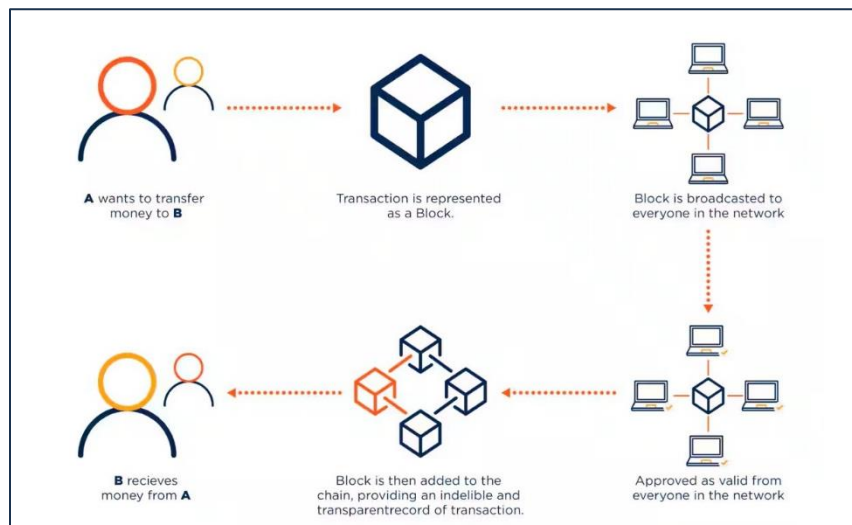 A wants to transfer
money to B
Transaction is represented
as a Block.
Block is broadcasted to
everyone in the network
B recieves
money from A
Block is then added to the
chain, providing an indelible and
transparentrecord of transaction.
Approved as valid from
everyone in the network